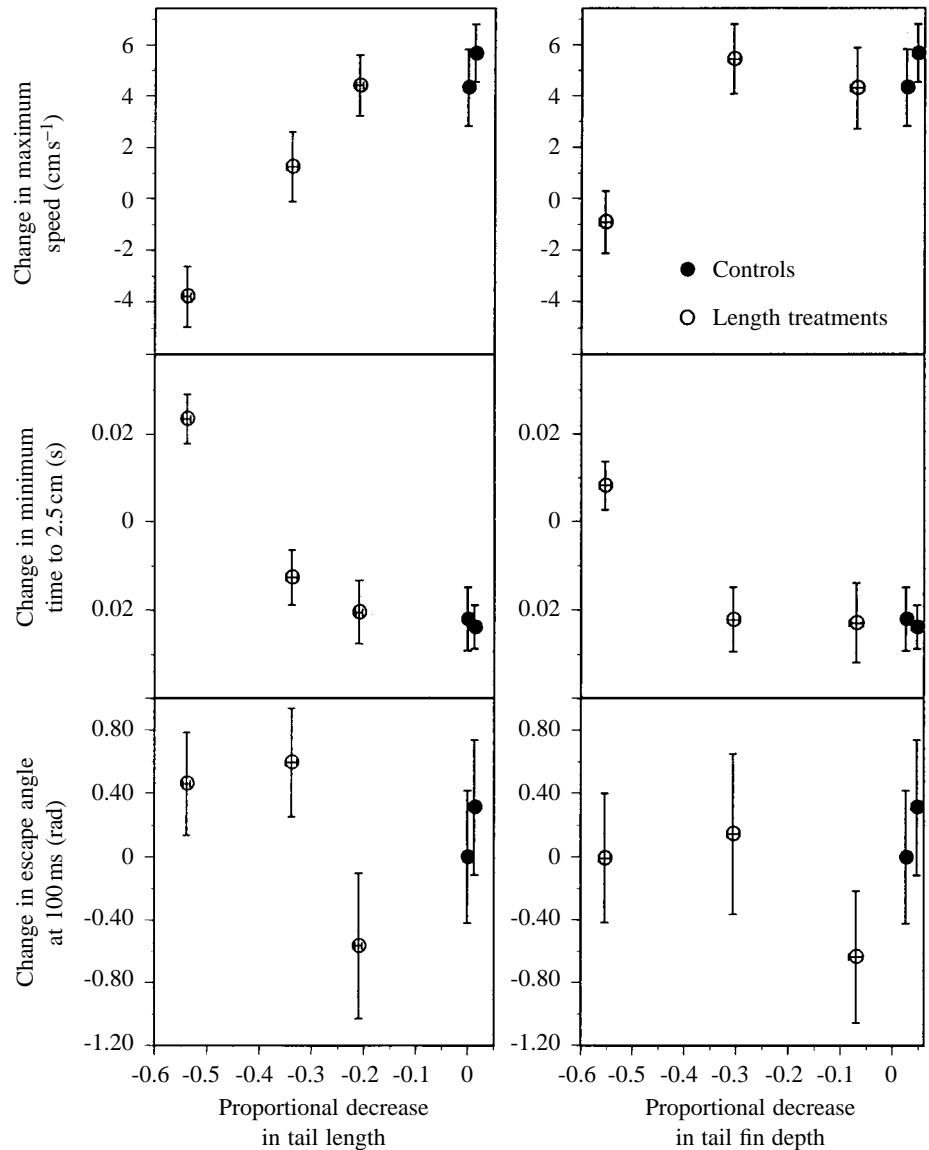 Change in maximum
speed (cm s⁻¹)
6
4
2
0
-2
-4
6
4
2
0
-2
-4
Controls
Length treatments
Change in minimum
time to 2.5 cm (s)
0.02
0
0.02
0.02
0
0.02
Change in escape angle
at 100 ms (rad)
0.80
0.40
0
-0.40
-0.80
-1.20
0.80
0.40
0
-0.40
-0.80
-1.20
-0.6 -0.5 -0.4 -0.3 -0.2 -0.1 0
Proportional decrease
in tail length
-0.6 -0.5 -0.4 -0.3 -0.2 -0.1 0
Proportional decrease
in tail fin depth